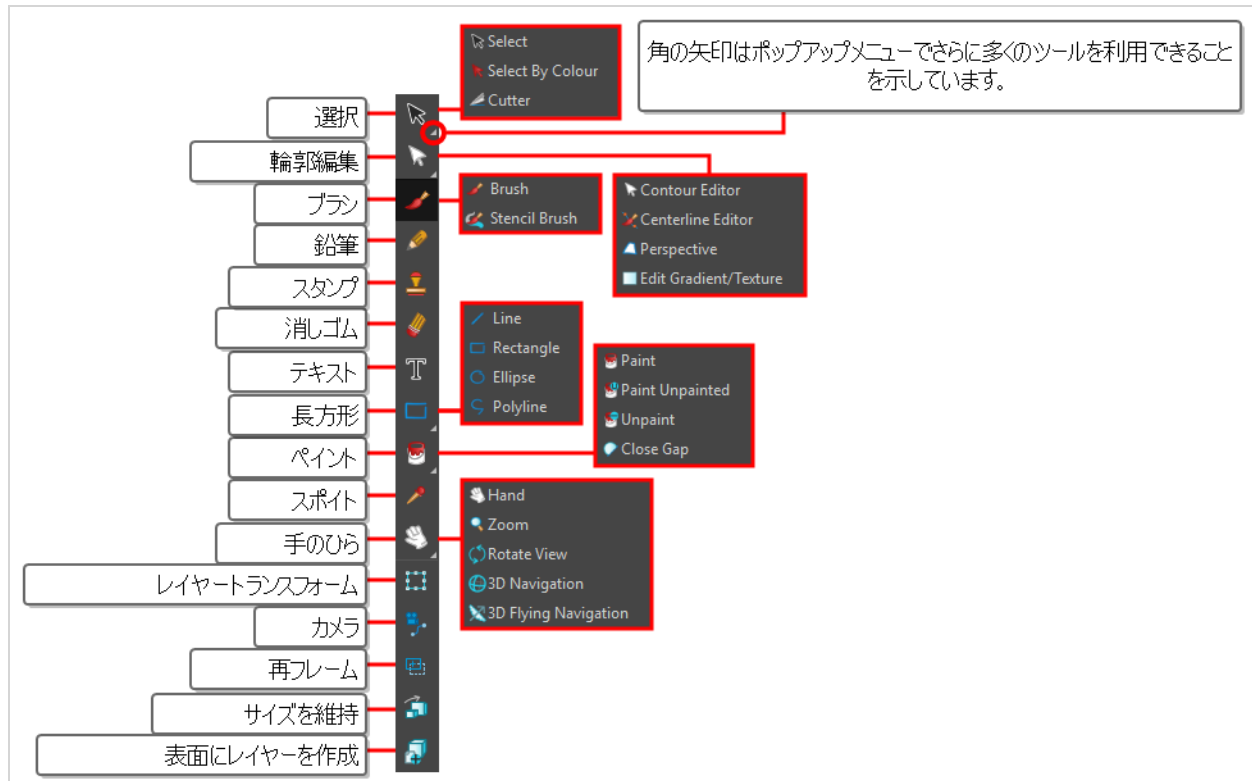 Select
Select By Colour
Cutter
角の矢印はポップアップメニューでさらに多くのツールを利用できること
を示しています。
選択
輪郭編集
ブラシ
鉛筆
スタンプ
消しゴム
テキスト
長方形
ペイント
スポイト
手のひら
レイヤートランスフォーム
カメラ
再フレーム
サイズを維持
表面にレイヤーを作成
Brush
Stencil Brush
Contour Editor
Centerline Editor
Perspective
Edit Gradient/Texture
Line
Rectangle
Ellipse
Polyline
Paint
Paint Unpainted
Unpaint
Close Gap
Hand
Zoom
Rotate View
3D Navigation
3D Flying Navigation